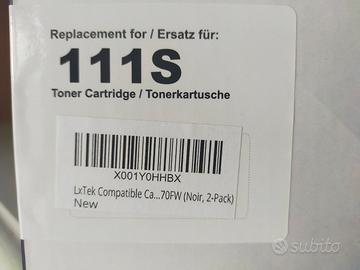 Replacement for / Ersatz für:
111S
Toner Cartridge / Tonerkartusche
X001Y0HHBX
LxTek Compatible Ca...70FW (Noir, 2-Pack)
New
subito